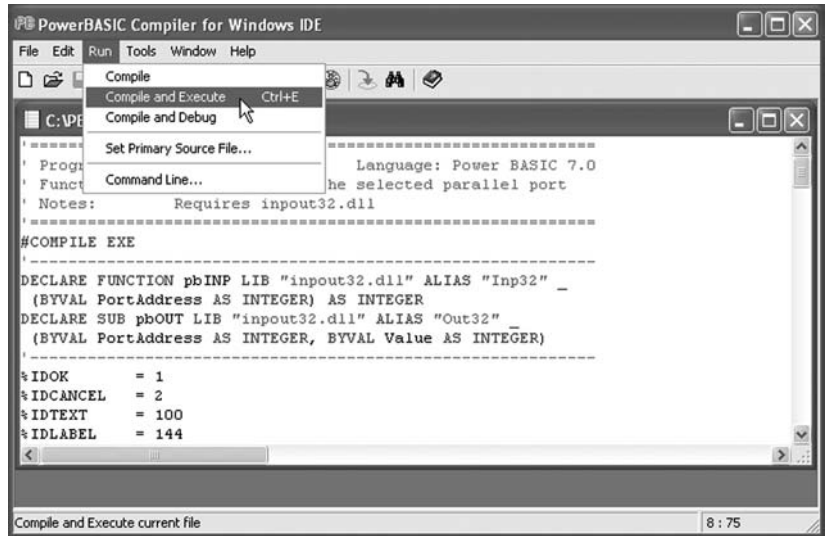 PowerBASIC Compiler for Windows IDE
File Edit Run Tools Window Help
Compile
Compile and Execute Ctrl+E
Compile and Debug
Set Primary Source File...
Command Line...
C:\PB
'==============================================================
' Progr Language: Power BASIC 7.0
' Funct he selected parallel port
' Notes: Requires inpout32.dll
'==============================================================
#COMPILE EXE
'--------------------------------------------------------------
DECLARE FUNCTION pbINP LIB "inpout32.dll" ALIAS "Inp32" _
(BYVAL PortAddress AS INTEGER) AS INTEGER
DECLARE SUB pbOUT LIB "inpout32.dll" ALIAS "Out32" _
(BYVAL PortAddress AS INTEGER, BYVAL Value AS INTEGER)
'--------------------------------------------------------------
%IDOK = 1
%IDCANCEL = 2
%IDTEXT = 100
%IDLABEL = 144
Compile and Execute current file 8 : 75